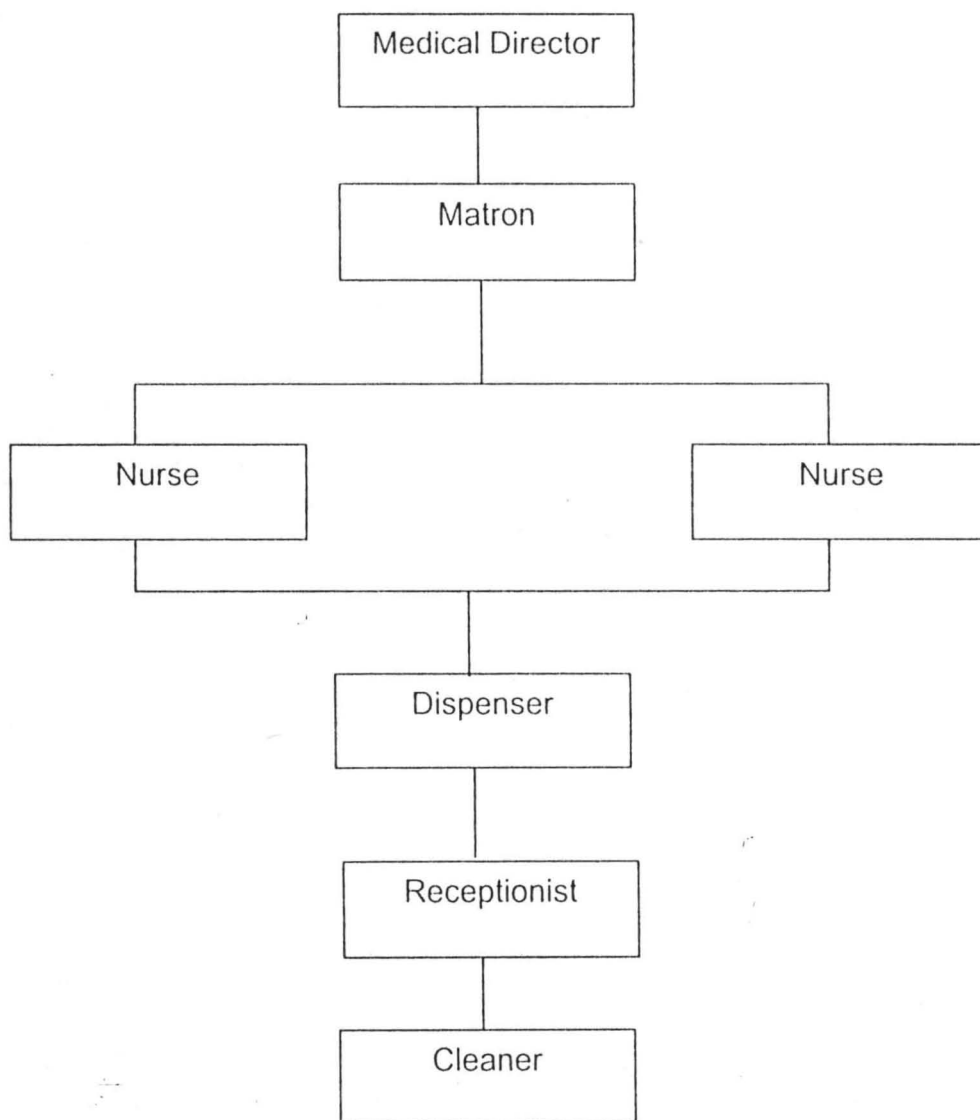 Medical Director
Matron
Nurse
Nurse
Dispenser
Receptionist
Cleaner